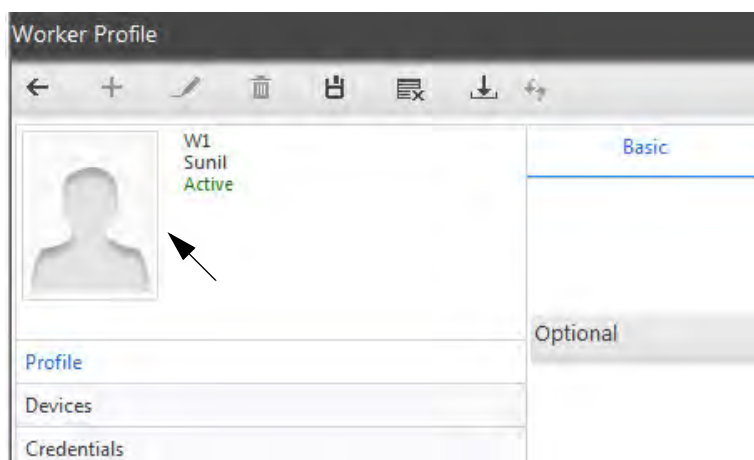 Worker Profile
W1
Sunil
Active
Basic
Optional
Profile
Devices
Credentials